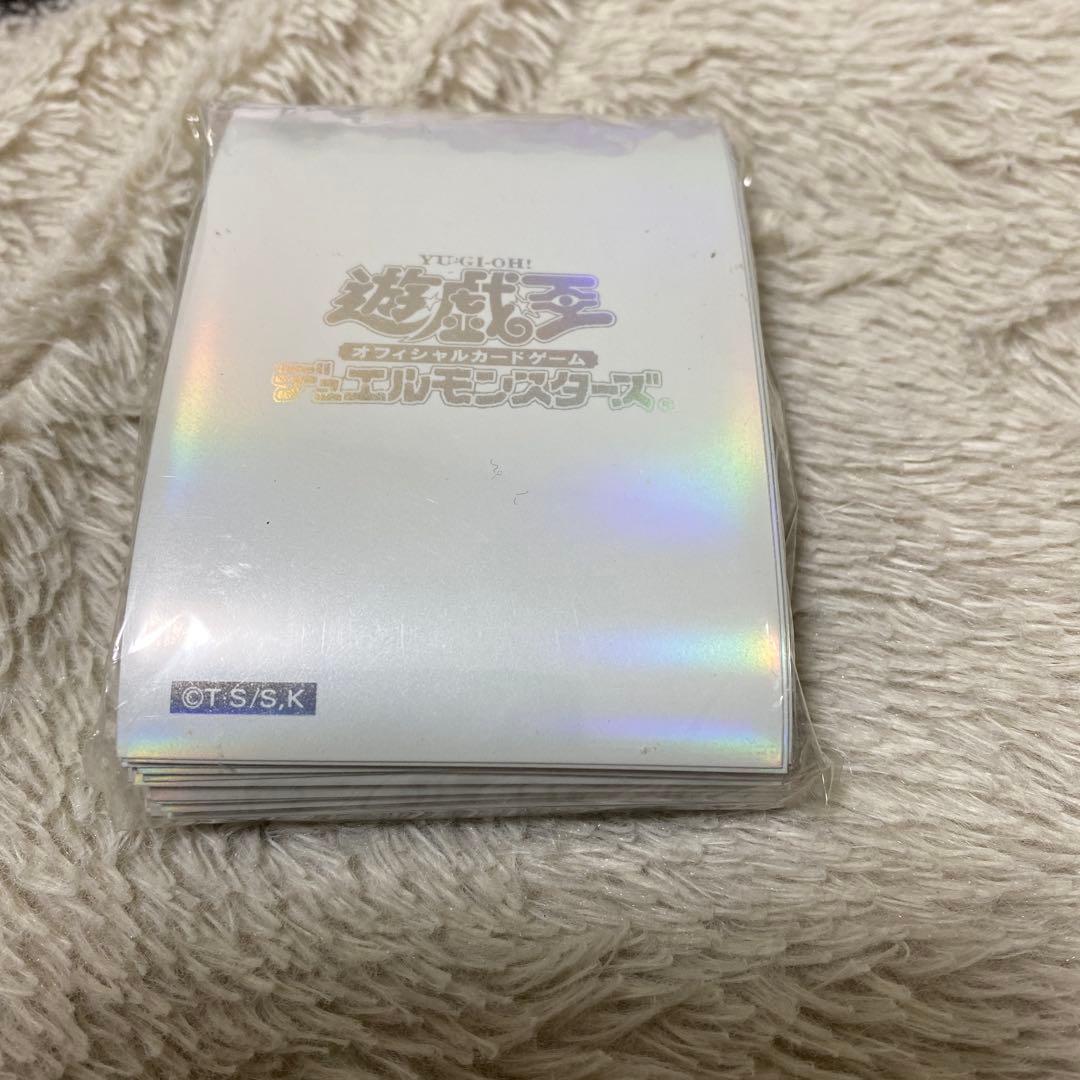 YU-GI-OH!
遊戯王
オフィシャルカードゲーム
デュエルモンスターズ®
©T S/S,K